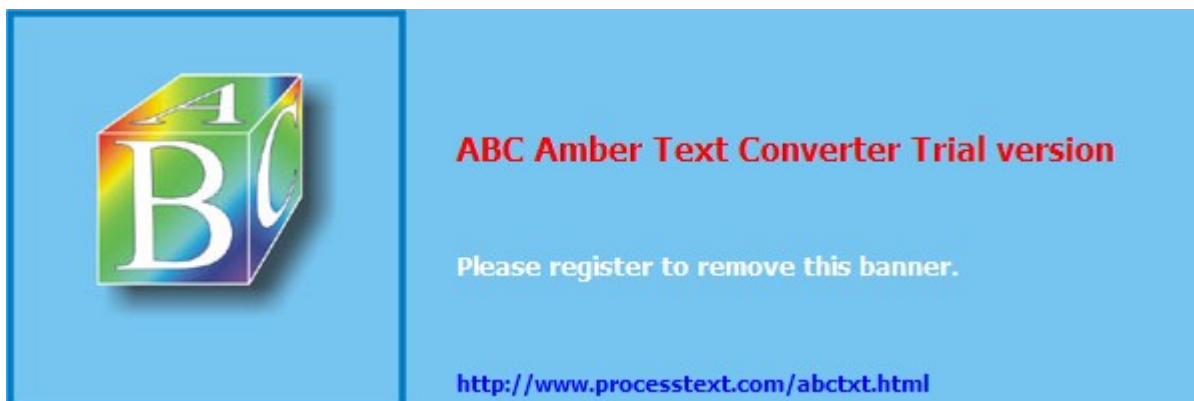 A
B
C
ABC Amber Text Converter Trial version
Please register to remove this banner.
http://www.processtext.com/abctxt.html